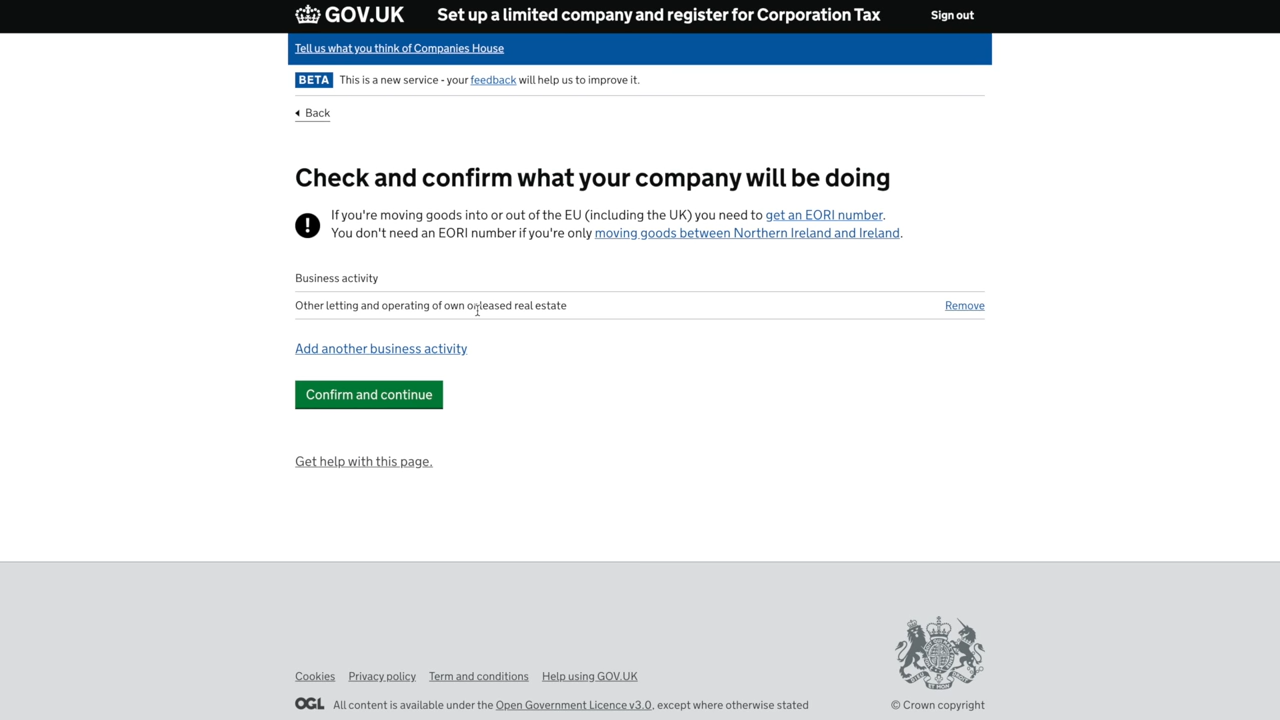 GOV.UK Set up a limited company and register for Corporation Tax Sign out
Tell us what you think of Companies House
BETA This is a new service - your feedback will help us to improve it.
Back
Check and confirm what your company will be doing
! If you're moving goods into or out of the EU (including the UK) you need to get an EORI number.
You don't need an EORI number if you're only moving goods between Northern Ireland and Ireland.
Business activity
Other letting and operating of own or leased real estate Remove
Add another business activity
Confirm and continue
Get help with this page.
Cookies Privacy policy Term and conditions Help using GOV.UK
OGL All content is available under the Open Government Licence v3.0, except where otherwise stated © Crown copyright